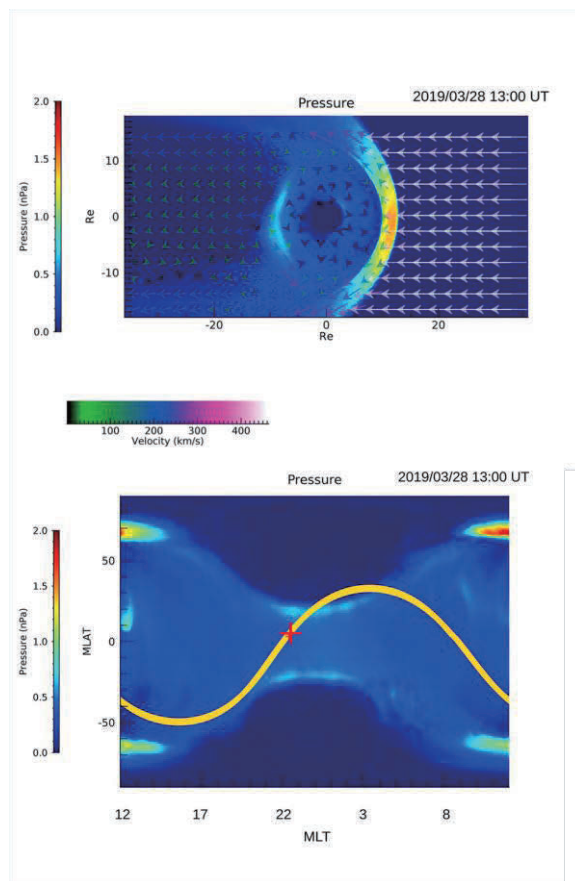 Pressure
2019/03/28 13:00 UT
2.0
1.5
1.0
0.5
0.0
Pressure (nPa)
10
0
-10
Re
-20
0
20
Re
100
200
300
400
Velocity (km/s)
Pressure
2019/03/28 13:00 UT
2.0
1.5
1.0
0.5
0.0
Pressure (nPa)
50
0
-50
MLAT
12
17
22
3
8
MLT